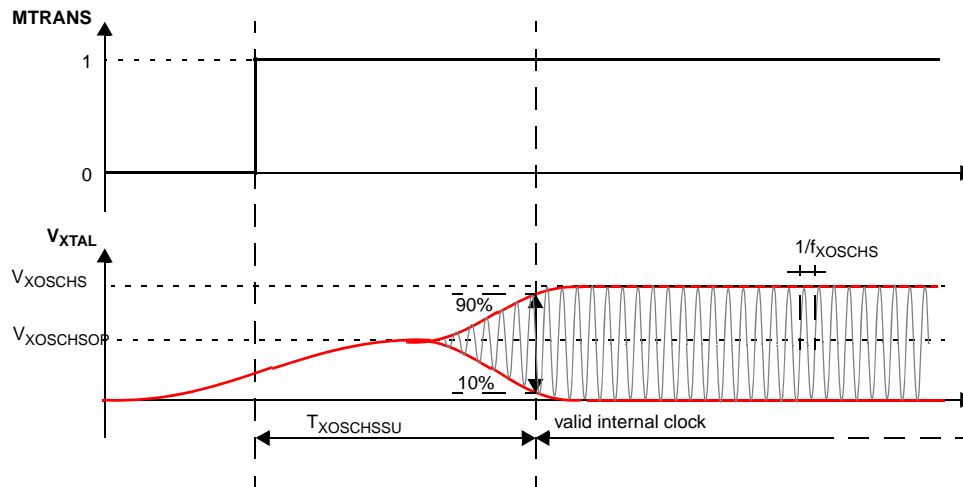 MTRANS
1
0
VXTAL
1/fXOSCHS
VXOSCHS
90%
VXOSCHSOP
10%
TXOSCHSSU
valid internal clock